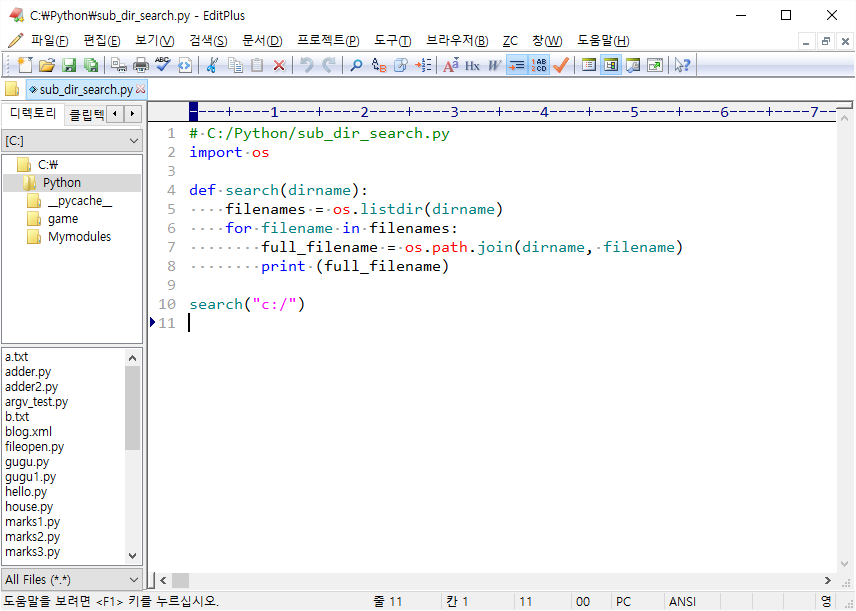 C:\Python\sub_dir_search.py - EditPlus
파일(F) 편집(E) 보기(V) 검색(S) 문서(D) 프로젝트(P) 도구(T) 브라우저(B) ZC 창(W) 도움말(H)
sub_dir_search.py
디렉토리 클립텍
----+----1----+----2----+----3----+----4----+----5----+----6----+----7--
[C:]
C:\
Python
__pycache__
game
Mymodules
1 # C:/Python/sub_dir_search.py
2 import os
3
4 def search(dirname):
5     filenames = os.listdir(dirname)
6     for filename in filenames:
7         full_filename = os.path.join(dirname, filename)
8         print (full_filename)
9
10 search("c:/")
11
a.txt
adder.py
adder2.py
argv_test.py
b.txt
blog.xml
fileopen.py
gugu.py
gugu1.py
hello.py
house.py
marks1.py
marks2.py
marks3.py
All Files (*.*)
도움말을 보려면 <F1> 키를 누르십시오. 줄 11 칸 1 11 00 PC ANSI 영